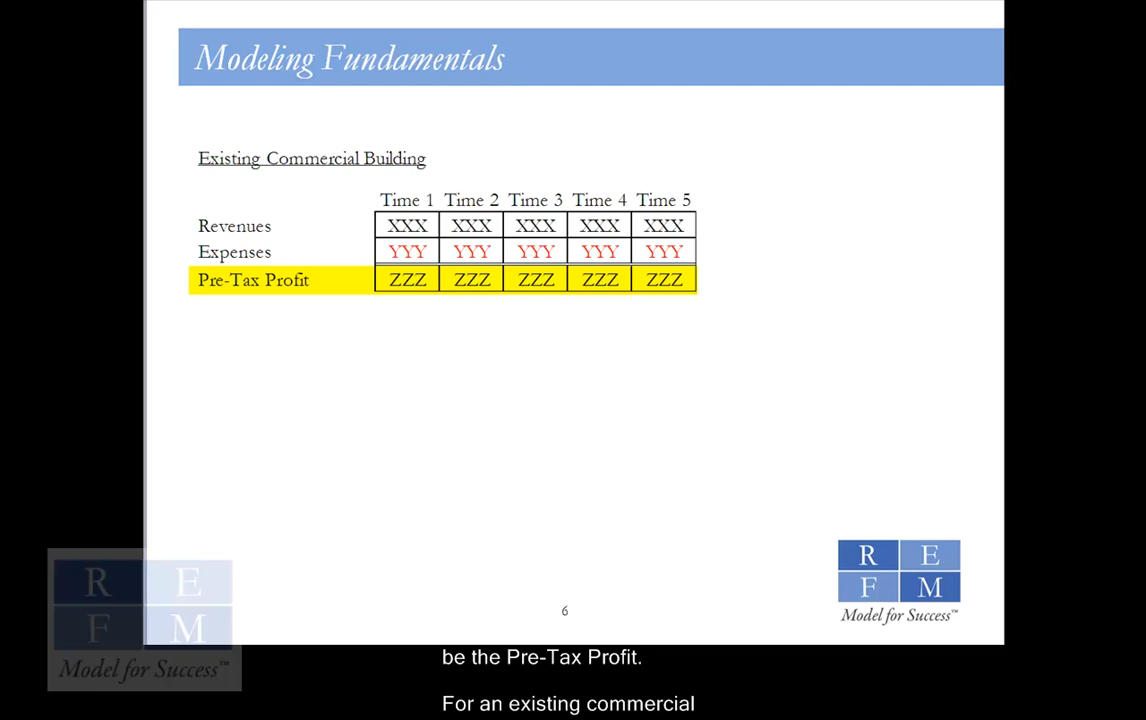 Modeling Fundamentals
Existing Commercial Building
Time 1 Time 2 Time 3 Time 4 Time 5
Revenues XXX XXX XXX XXX XXX
Expenses YYY YYY YYY YYY YYY
Pre-Tax Profit ZZZ ZZZ ZZZ ZZZ ZZZ
R E
F M
Model for Success™
6
R E
F M
Model for Success™
be the Pre-Tax Profit.
For an existing commercial